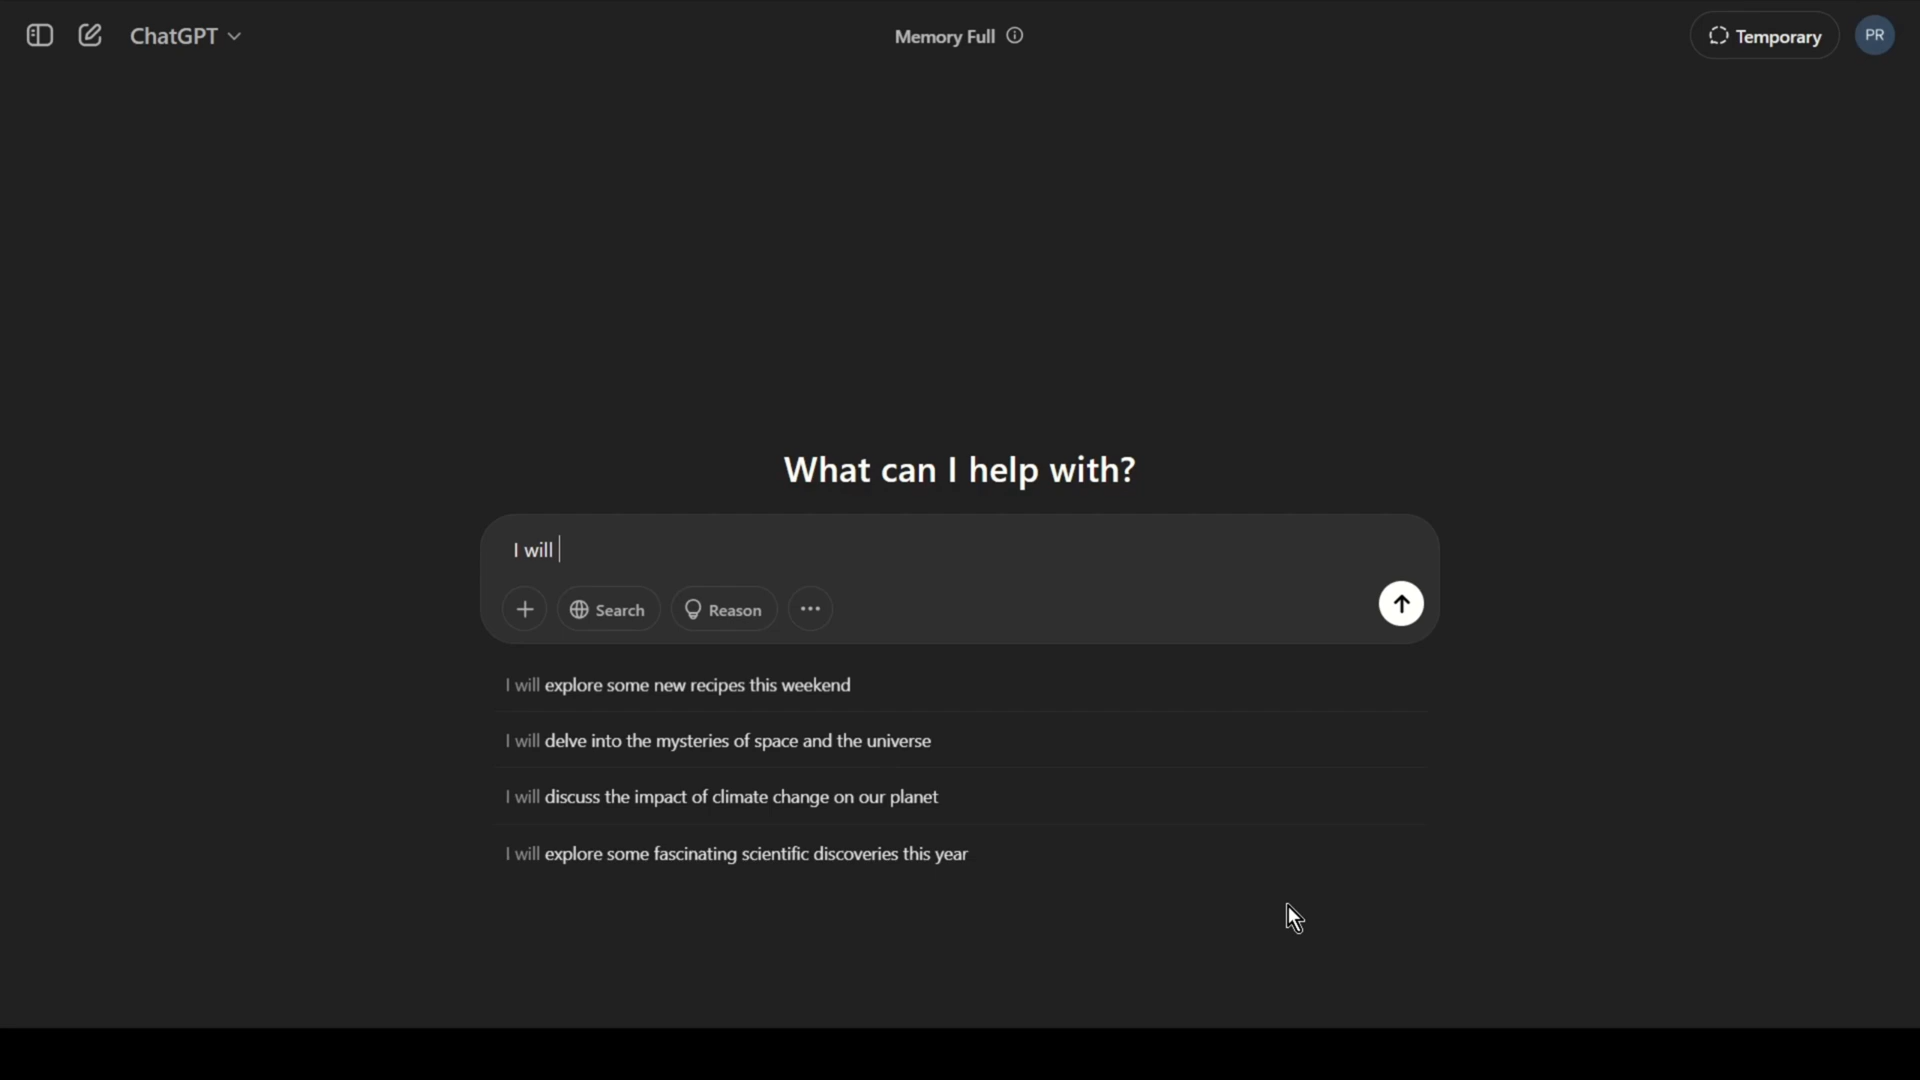 ChatGPT
Memory Full
Temporary
PR
What can I help with?
I will
Search
Reason
I will explore some new recipes this weekend
I will delve into the mysteries of space and the universe
I will discuss the impact of climate change on our planet
I will explore some fascinating scientific discoveries this year